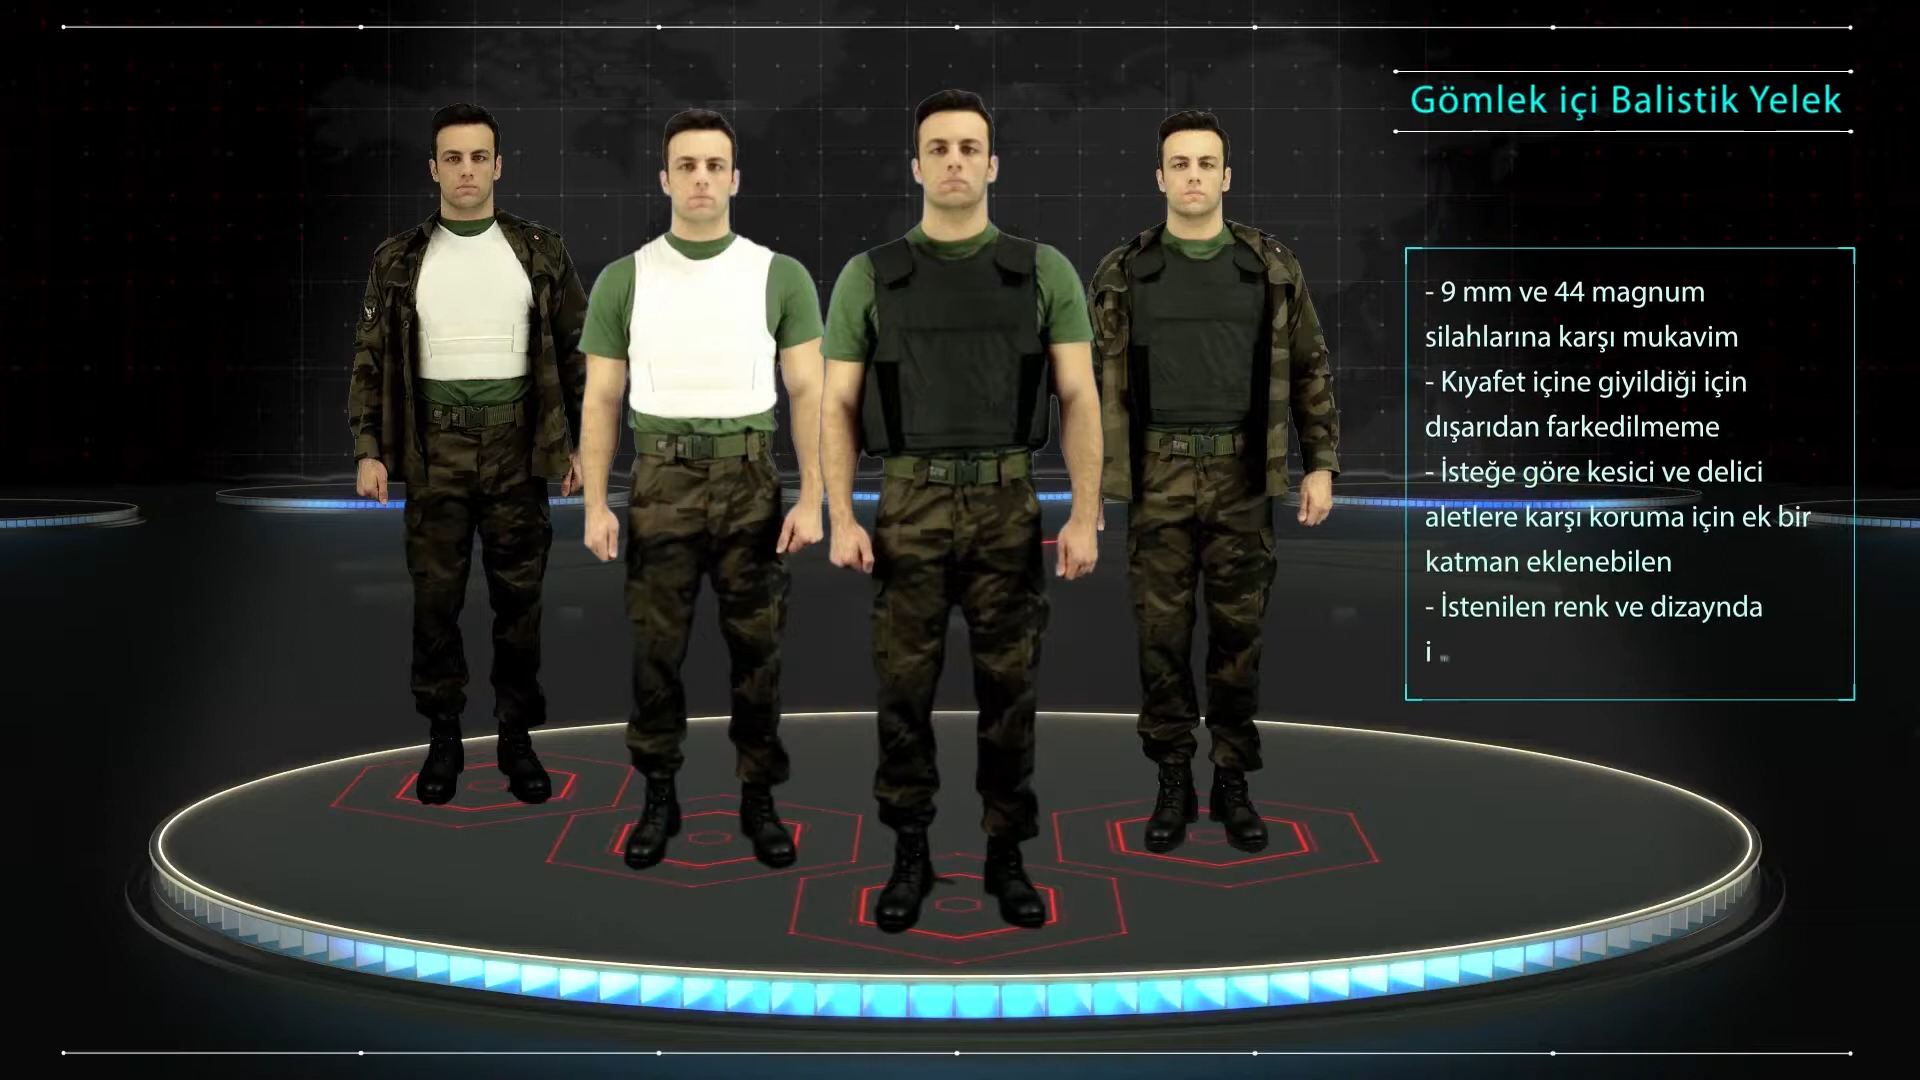 Gömlek içi Balistik Yelek
- 9 mm ve 44 magnum
silahlarına karşı mukavim
- Kıyafet içine giyildiği için
dışarıdan farkedilmeme
- İsteğe göre kesici ve delici
aletlere karşı koruma için ek bir
katman eklenebilen
- İstenilen renk ve dizaynda
i